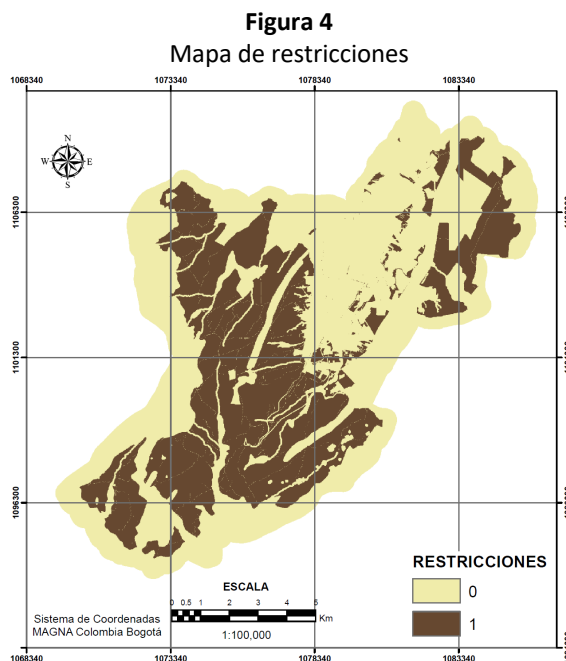 Figura 4
Mapa de restricciones
1068340 1073340 1078340 1083340
N
W E
S
1106300
1101300
1096300
RESTRICCIONES
0
1
ESCALA
0 0.5 1 2 3 4 5
Km
1:100,000
Sistema de Coordenadas
MAGNA Colombia Bogotá
1068340 1073340 1078340 1083340